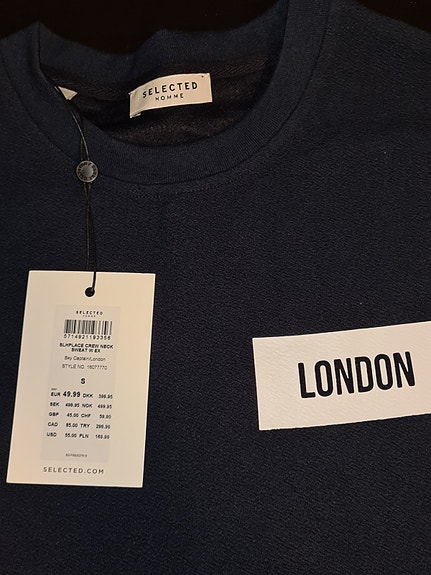 SELECTED
HOMME
SELECTED
HOMME
5714921193356
SLHPLACE CREW NECK
SWEAT W EX
Sky Captain/London
STYLE NO. 16077770
S
EUR 49.99 DKK 399.95
SEK 499.95 NOK 499.95
GBP 45.00 CHF 59.90
CAD 85.00 TRY 299.99
USD 55.00 PLN 169.99
SELECTED.COM
LONDON